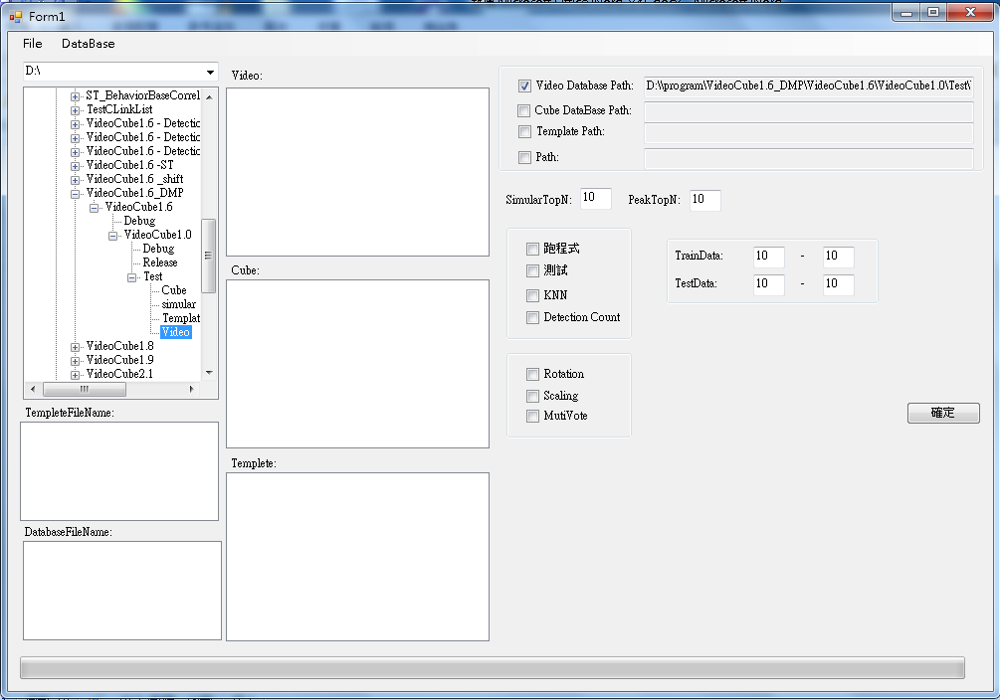 Form1
File DataBase
D:\
ST_BehaviorBaseCorrel
TestCLinkList
VideoCube1.6 - Detectic
VideoCube1.6 - Detectic
VideoCube1.6 - Detectic
VideoCube1.6 -ST
VideoCube1.6 _shift
VideoCube1.6_DMP
VideoCube1.6
Debug
VideoCube1.0
Debug
Release
Test
Cube
simular
Templat
Video
VideoCube1.8
VideoCube1.9
VideoCube2.1
TempleteFileName:
DatabaseFileName:
Video:
Cube:
Templete:
Video Database Path: D:\\program\VideoCube1.6_DMP\VideoCube1.6\VideoCube1.0\Test\
Cube DataBase Path:
Template Path:
Path:
SimularTopN: 10 PeakTopN: 10
跑程式
測試
KNN
Detection Count
TrainData: 10 - 10
TestData: 10 - 10
Rotation
Scaling
MutiVote
確定